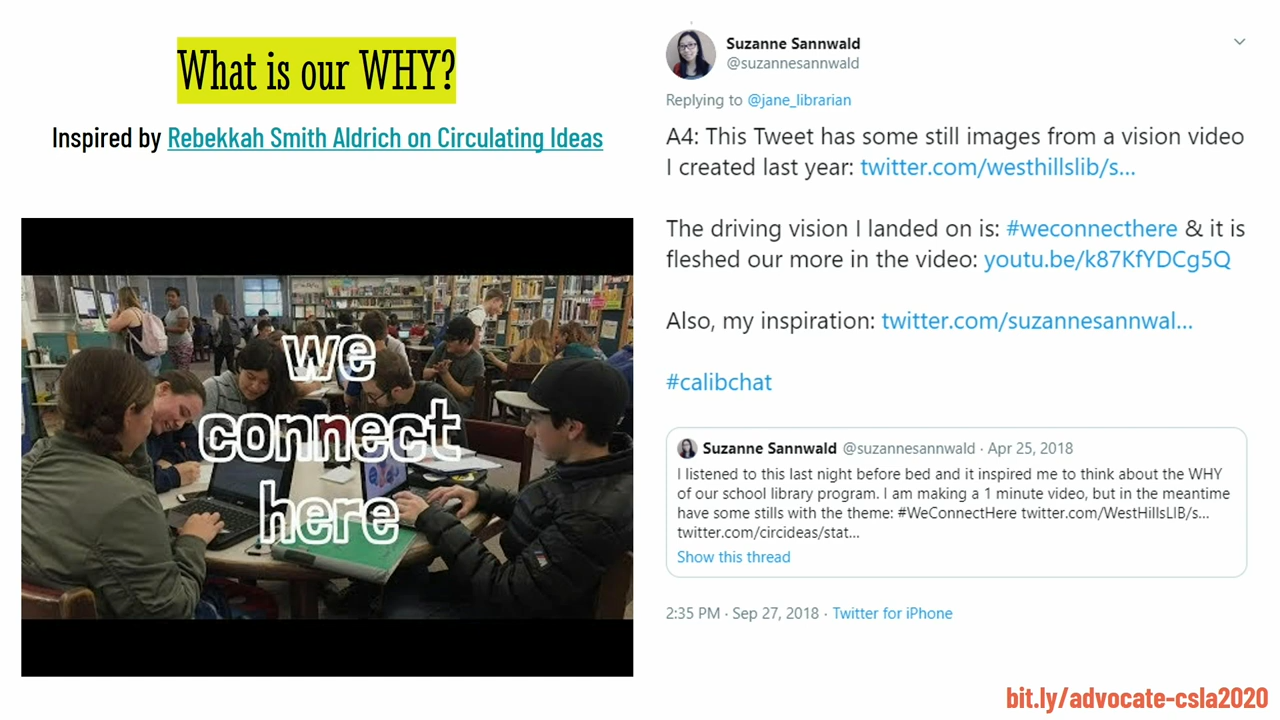 What is our WHY?
Inspired by Rebekkah Smith Aldrich on Circulating Ideas
we
connect
here
Suzanne Sannwald
@suzannesannwald
Replying to @jane_librarian
A4: This Tweet has some still images from a vision video
I created last year: twitter.com/westhillslib/s...
The driving vision I landed on is: #weconnecthere & it is
fleshed our more in the video: youtu.be/k87KfYDCg5Q
Also, my inspiration: twitter.com/suzannesannwal...
#calibchat
Suzanne Sannwald @suzannesannwald · Apr 25, 2018
I listened to this last night before bed and it inspired me to think about the WHY
of our school library program. I am making a 1 minute video, but in the meantime
have some stills with the theme: #WeConnectHere twitter.com/WestHillsLIB/s...
twitter.com/circideas/stat...
Show this thread
2:35 PM · Sep 27, 2018 · Twitter for iPhone
bit.ly/advocate-csla2020